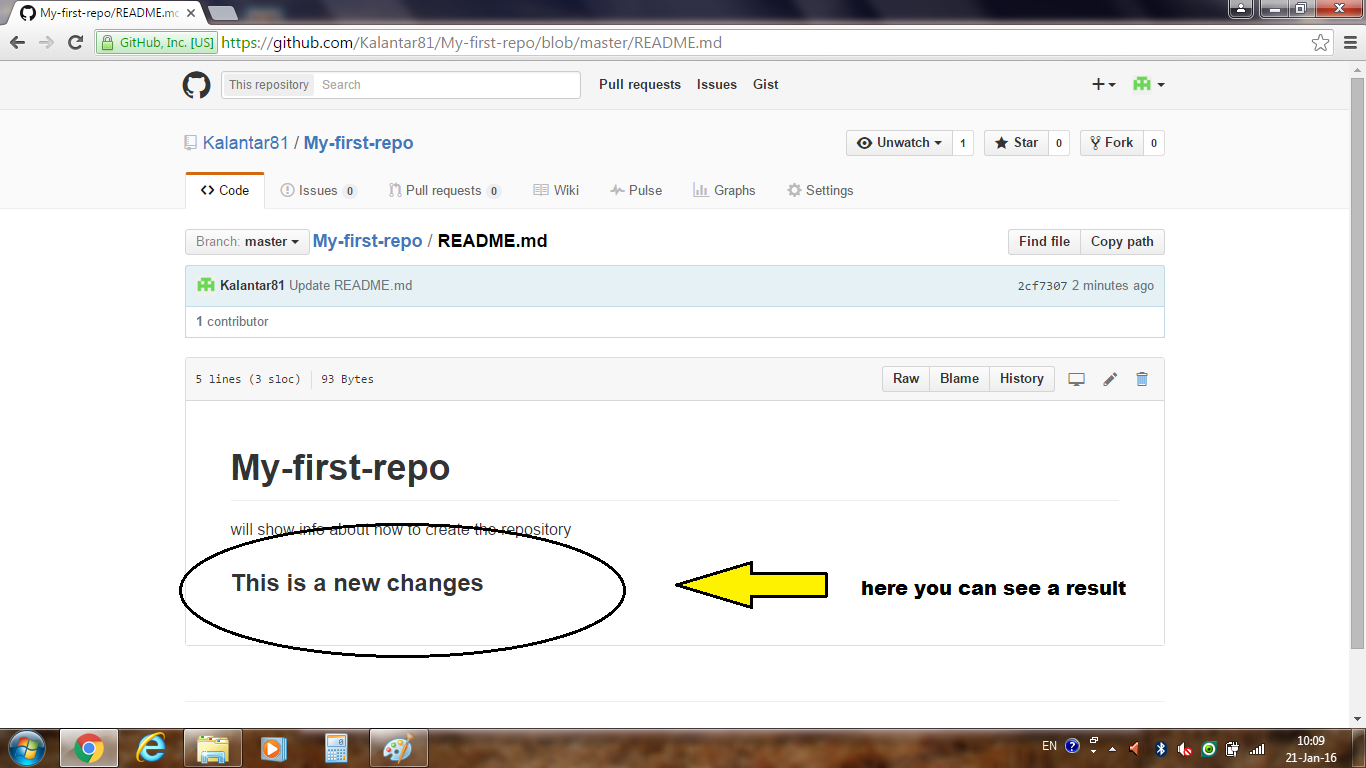 My-first-repo/README.md
GitHub, Inc. [US] https://github.com/Kalantar81/My-first-repo/blob/master/README.md
This repository Search Pull requests Issues Gist
Kalantar81 / My-first-repo Unwatch 1 Star 0 Fork 0
Code Issues 0 Pull requests 0 Wiki Pulse Graphs Settings
Branch: master My-first-repo / README.md Find file Copy path
Kalantar81 Update README.md 2cf7307 2 minutes ago
1 contributor
5 lines (3 sloc) 93 Bytes Raw Blame History
My-first-repo
will show info about how to create the repository
This is a new changes
here you can see a result
EN 10:09
21-Jan-16